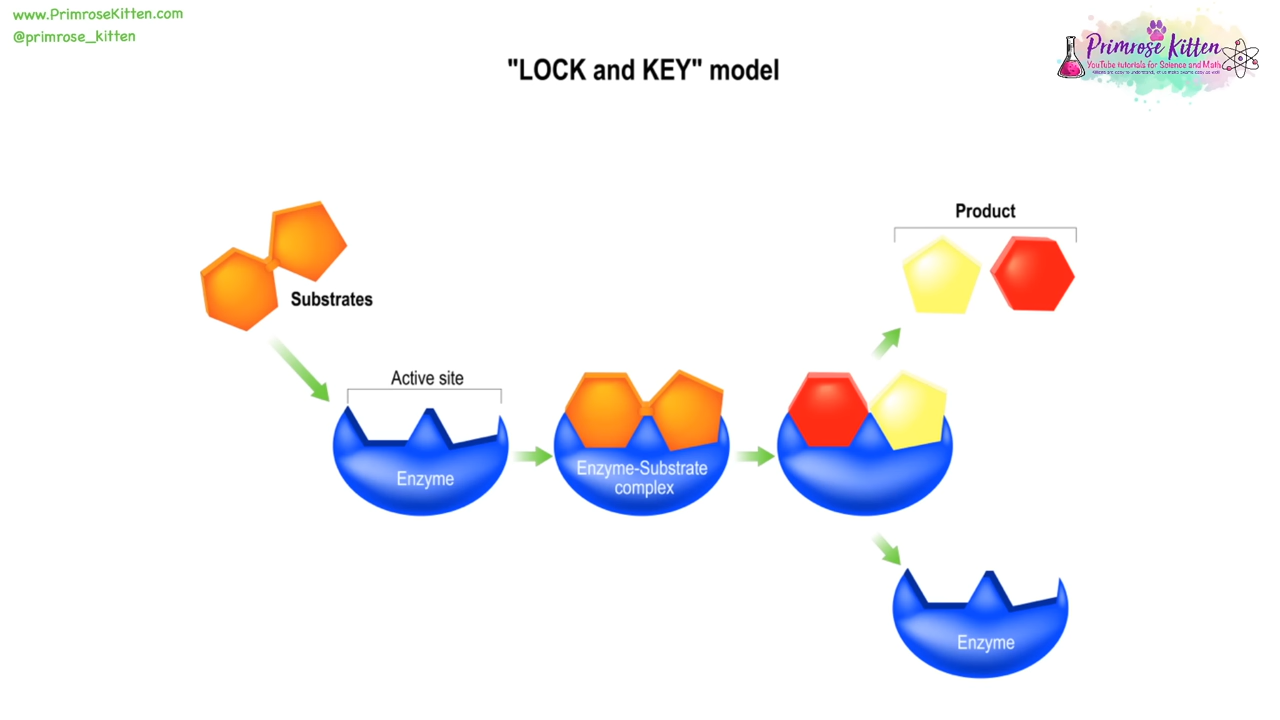 www.PrimroseKitten.com
@primrose_kitten
Primrose Kitten
YouTube tutorials for Science and Math
"LOCK and KEY" model
Product
Substrates
Active site
Enzyme
Enzyme-Substrate
complex
Enzyme